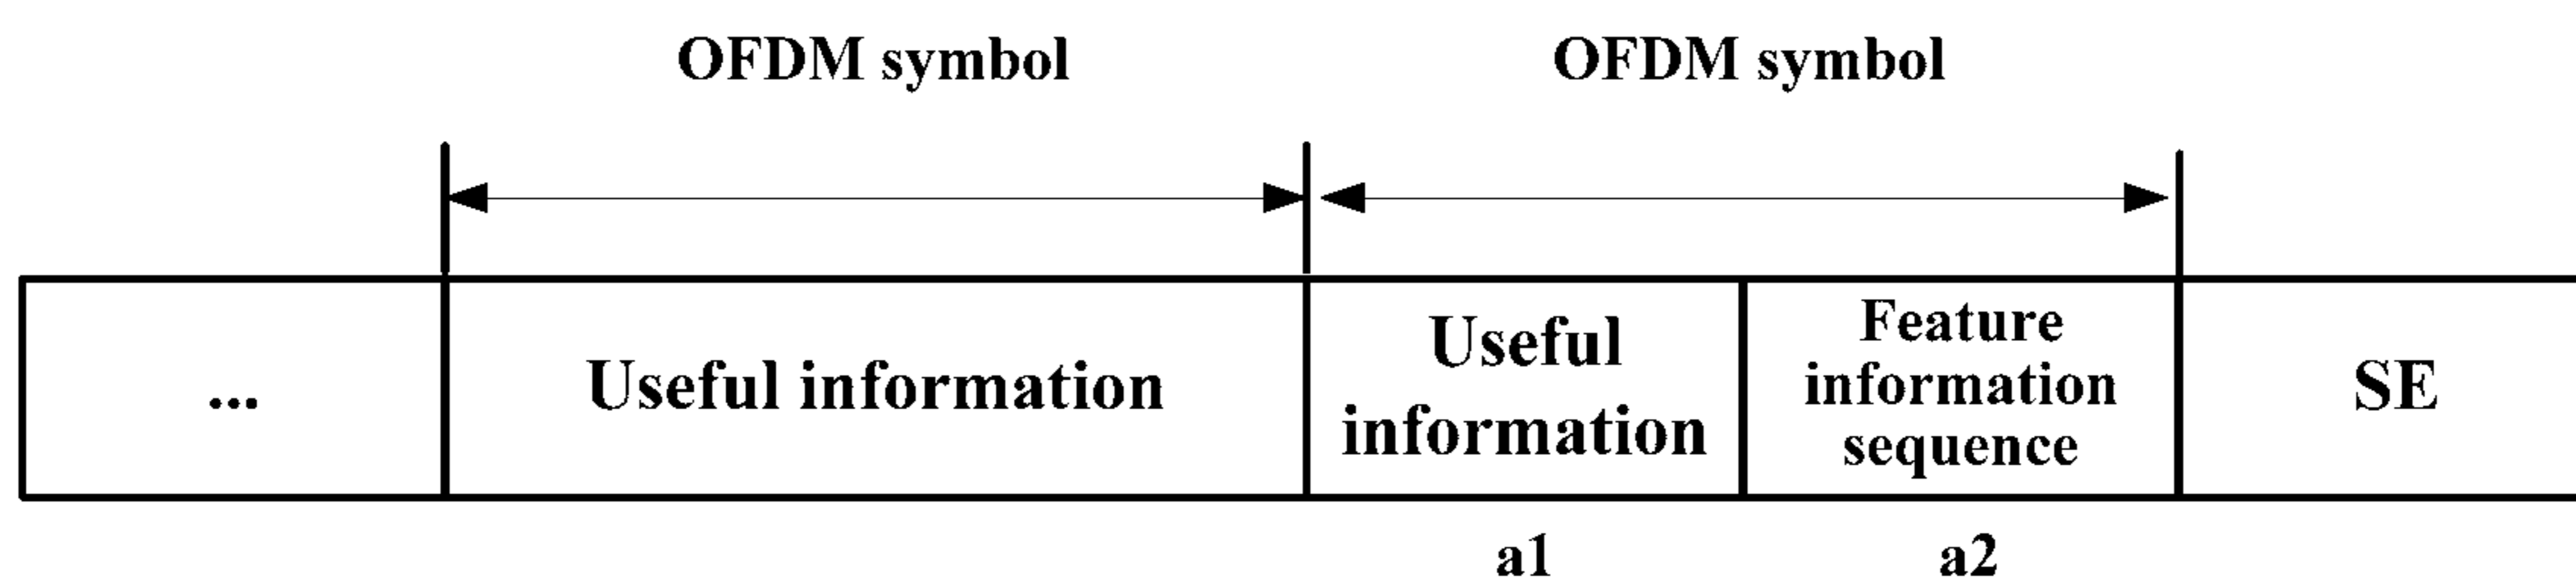 OFDM symbol OFDM symbol
... Useful information Useful information Feature information sequence SE
a1 a2